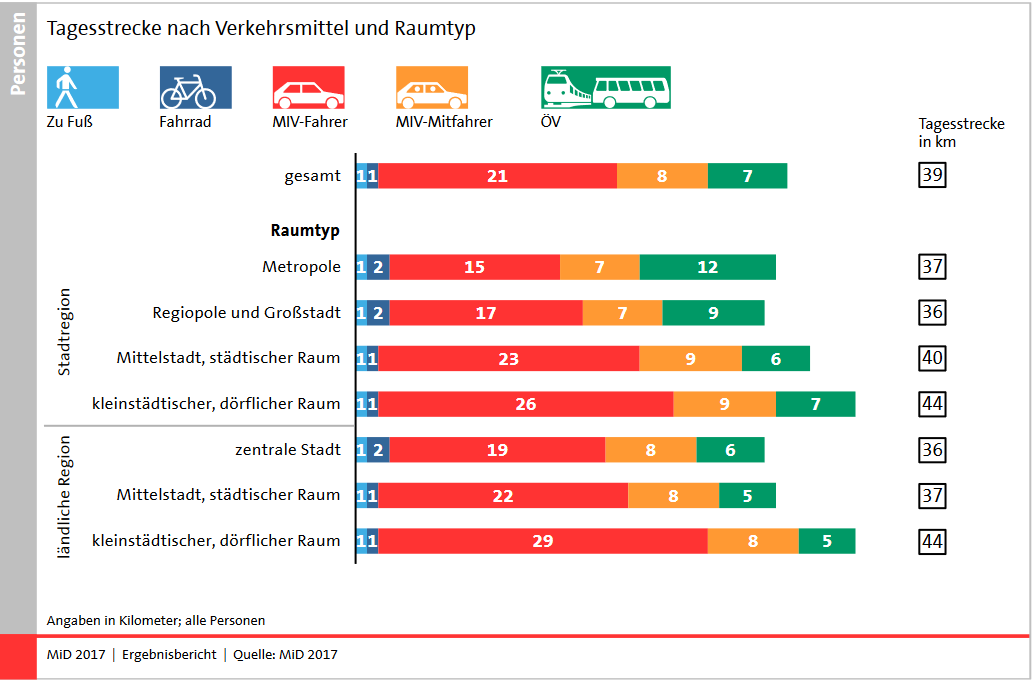 Personen
Tagesstrecke nach Verkehrsmittel und Raumtyp
Zu Fuß
Fahrrad
MIV-Fahrer
MIV-Mitfahrer
ÖV
Tagesstrecke
in km
gesamt 1 1 21 8 7 39
Raumtyp
Stadtregion
Metropole 1 2 15 7 12 37
Regiopole und Großstadt 1 2 17 7 9 36
Mittelstadt, städtischer Raum 1 1 23 9 6 40
kleinstädtischer, dörflicher Raum 1 1 26 9 7 44
ländliche Region
zentrale Stadt 1 2 19 8 6 36
Mittelstadt, städtischer Raum 1 1 22 8 5 37
kleinstädtischer, dörflicher Raum 1 1 29 8 5 44
Angaben in Kilometer; alle Personen
MiD 2017 | Ergebnisbericht | Quelle: MiD 2017